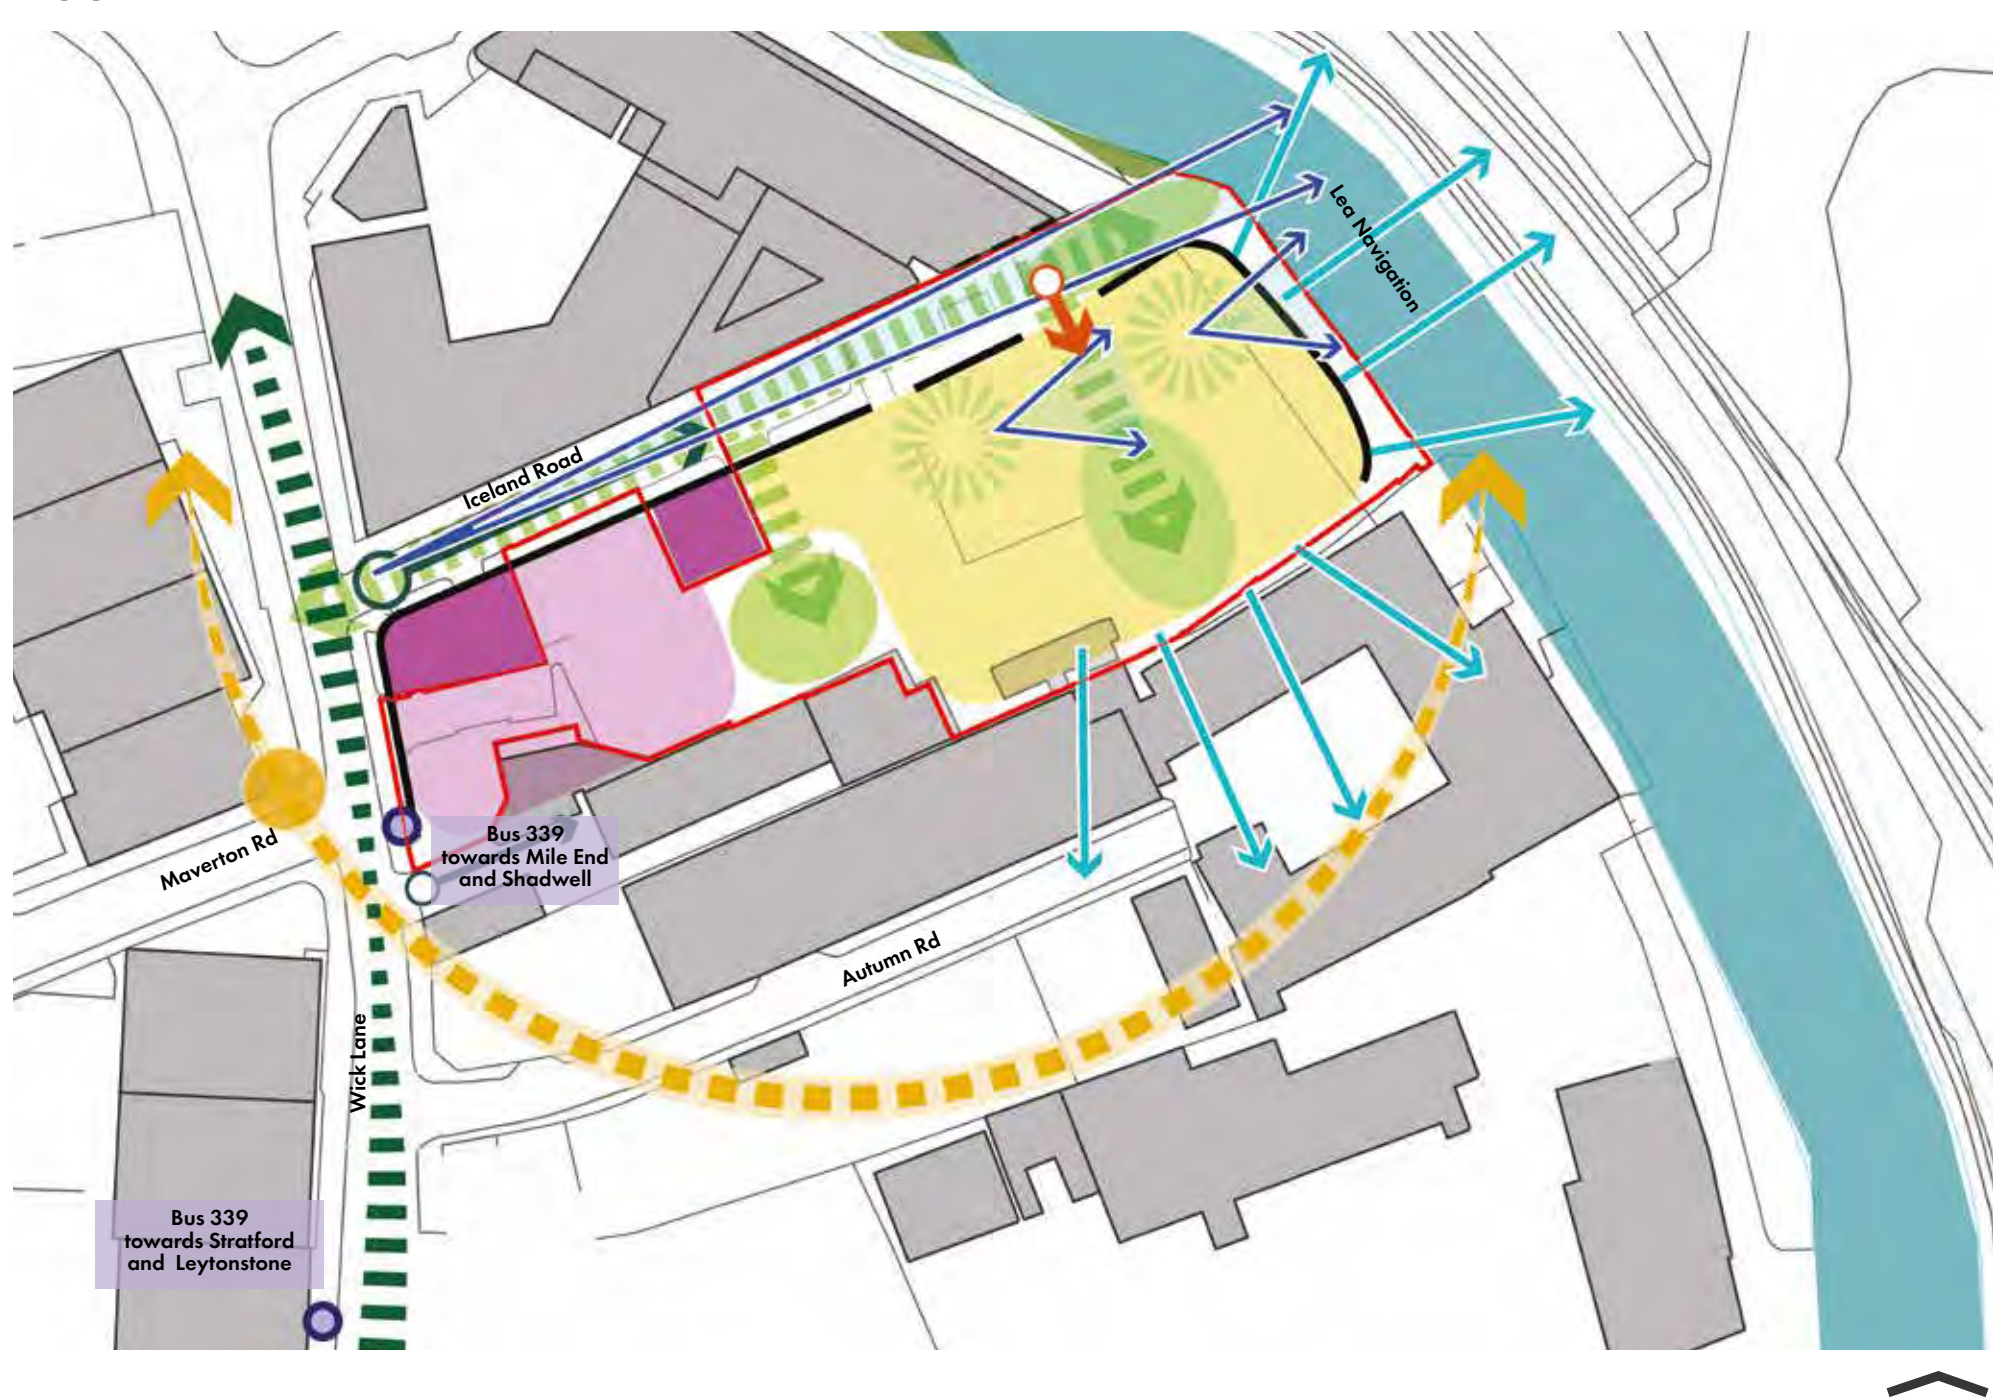 Lea Navigation
Iceland Road
Bus 339
towards Mile End
and Shadwell
Maverton Rd
Autumn Rd
Wick Lane
Bus 339
towards Stratford
and Leytonstone